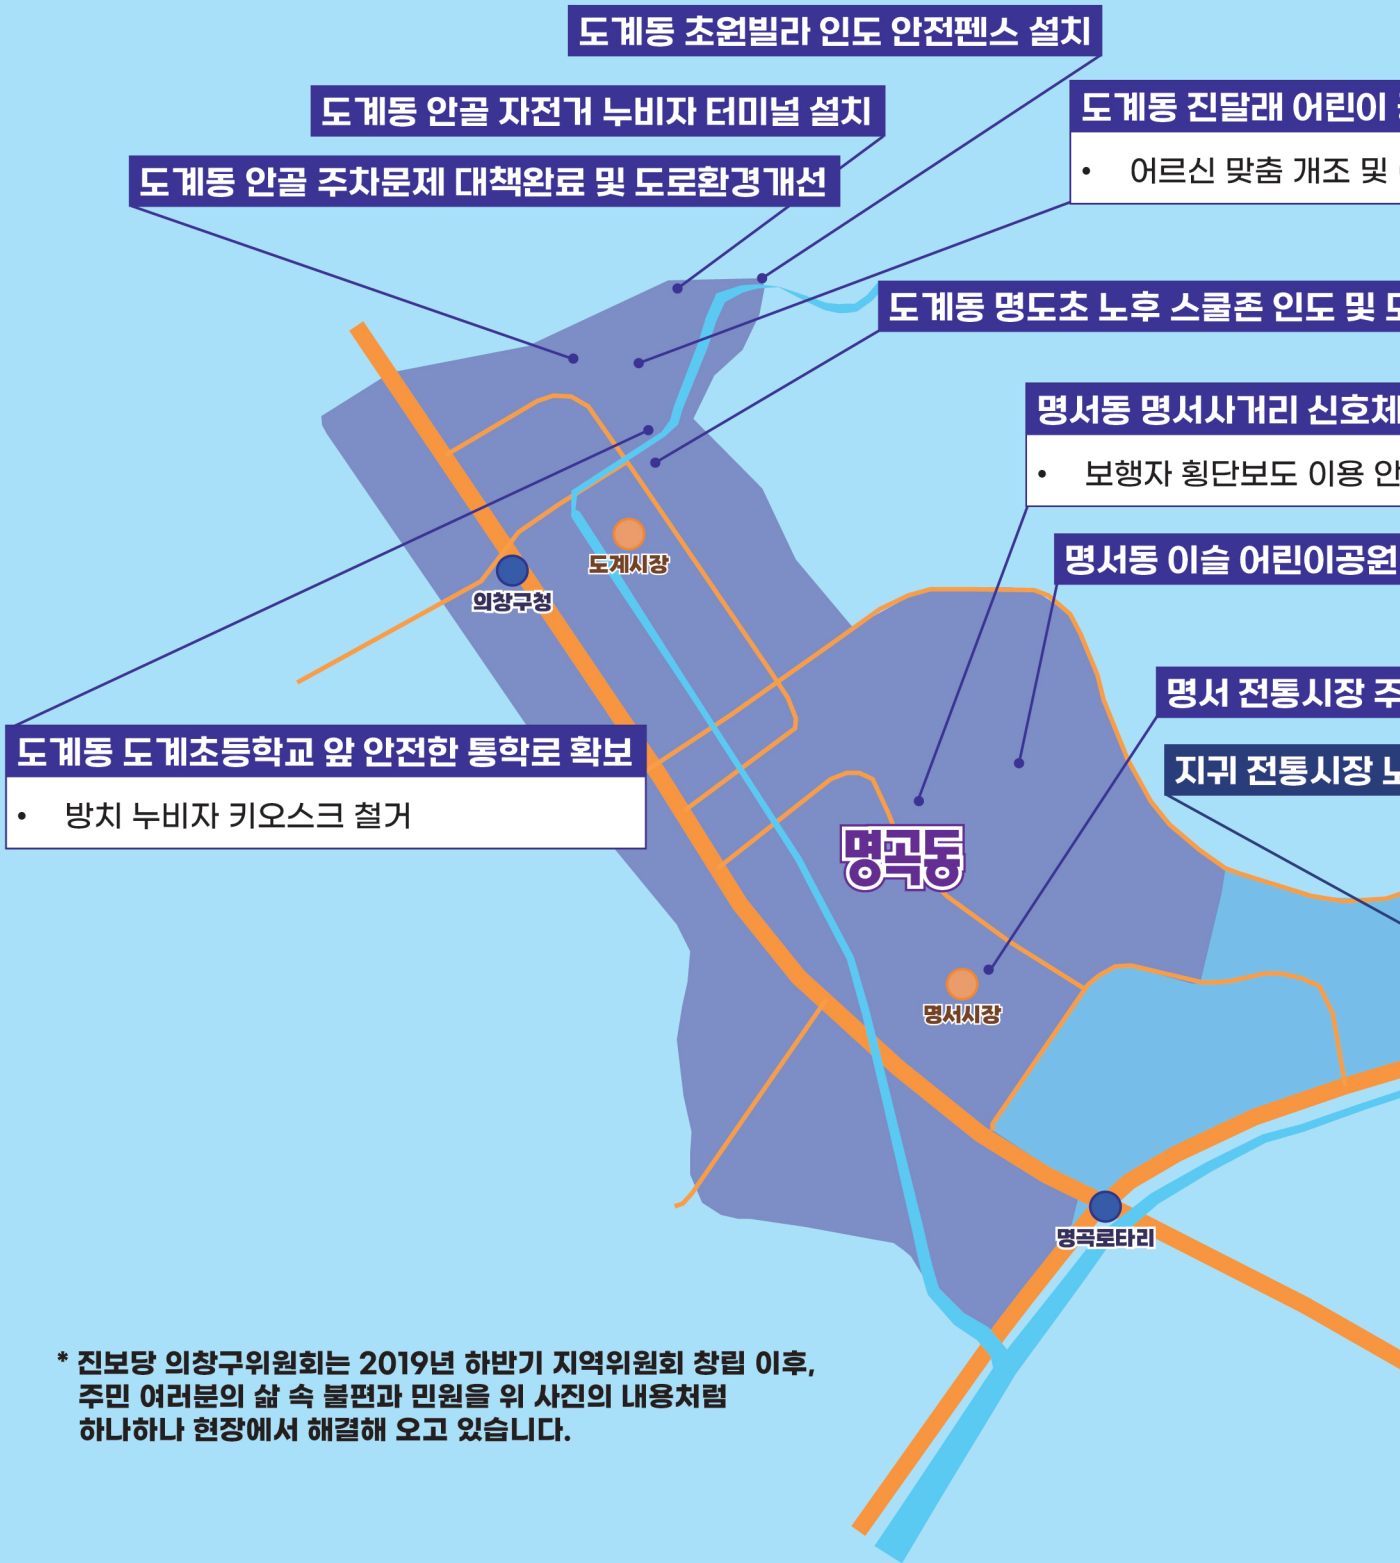 도계동 초원빌라 인도 안전펜스 설치
도계동 안골 자전거 누비자 터미널 설치
도계동 진달래 어린이
• 어르신 맞춤 개조 및
도계동 안골 주차문제 대책완료 및 도로환경개선
도계동 명도초 노후 스쿨존 인도 및
명서동 명서사거리 신호체
• 보행자 횡단보도 이용 안
도계시장
명서동 이슬 어린이공원
의창구청
명서 전통시장 주
도계동 도계초등학교 앞 안전한 통학로 확보
지귀 전통시장
• 방치 누비자 키오스크 철거
명곡동
명서시장
명곡로타리
* 진보당 의창구위원회는 2019년 하반기 지역위원회 창립 이후,
주민 여러분의 삶 속 불편과 민원을 위 사진의 내용처럼
하나하나 현장에서 해결해 오고 있습니다.